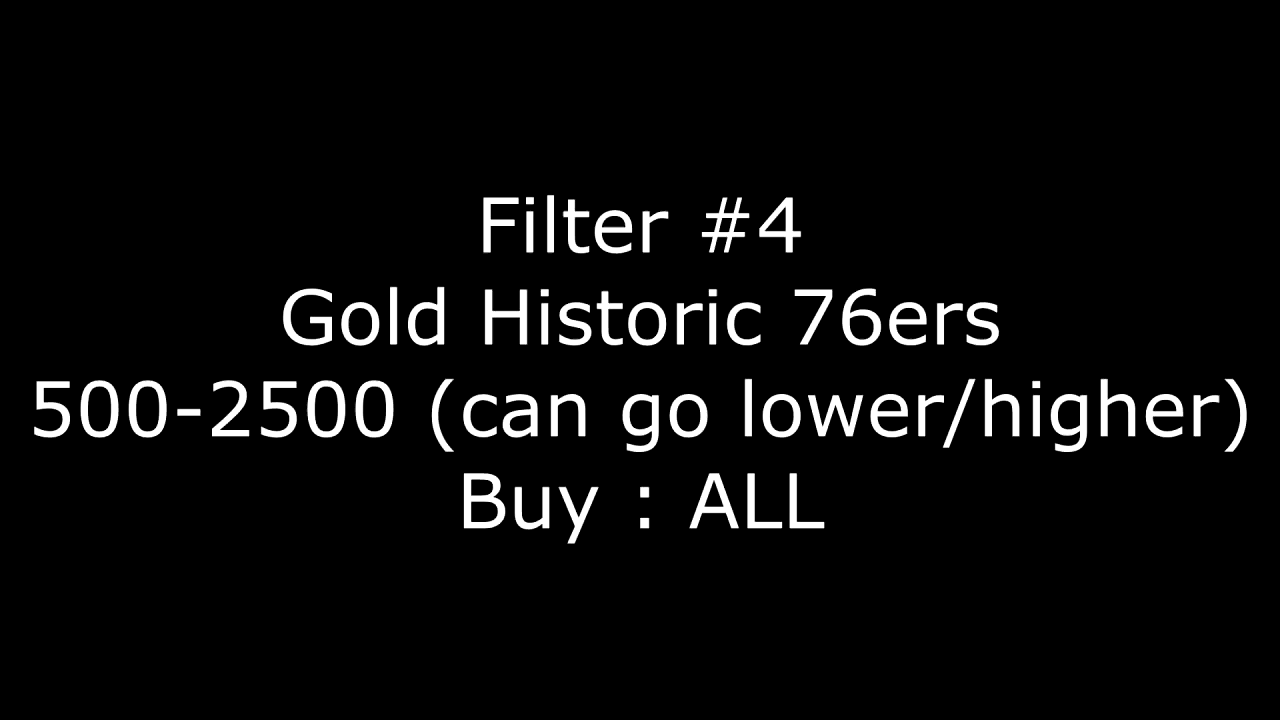 Filter #4
Gold Historic 76ers
500-2500 (can go lower/higher)
Buy : ALL